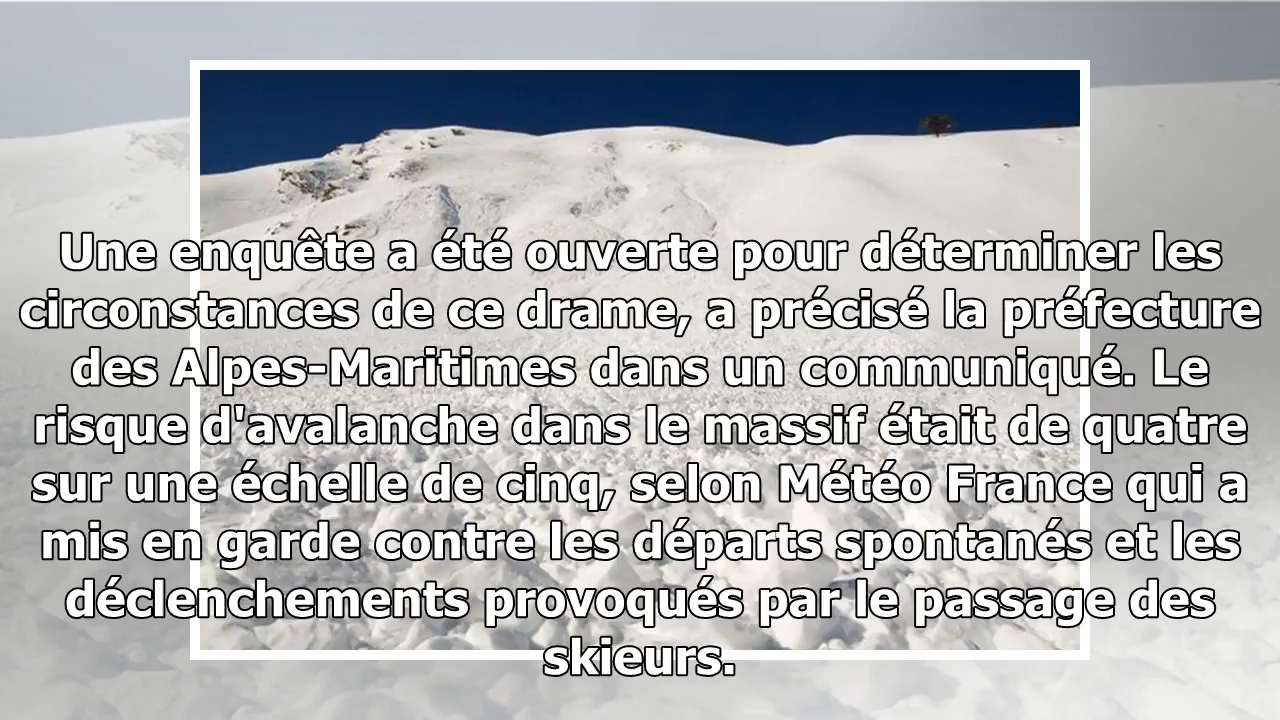 Une enquête a été ouverte pour déterminer les
circonstances de ce drame, a précisé la préfecture
des Alpes-Maritimes dans un communiqué. Le
risque d'avalanche dans le massif était de quatre
sur une échelle de cinq, selon Météo France qui a
mis en garde contre les départs spontanés et les
déclenchements provoqués par le passage des
skieurs.